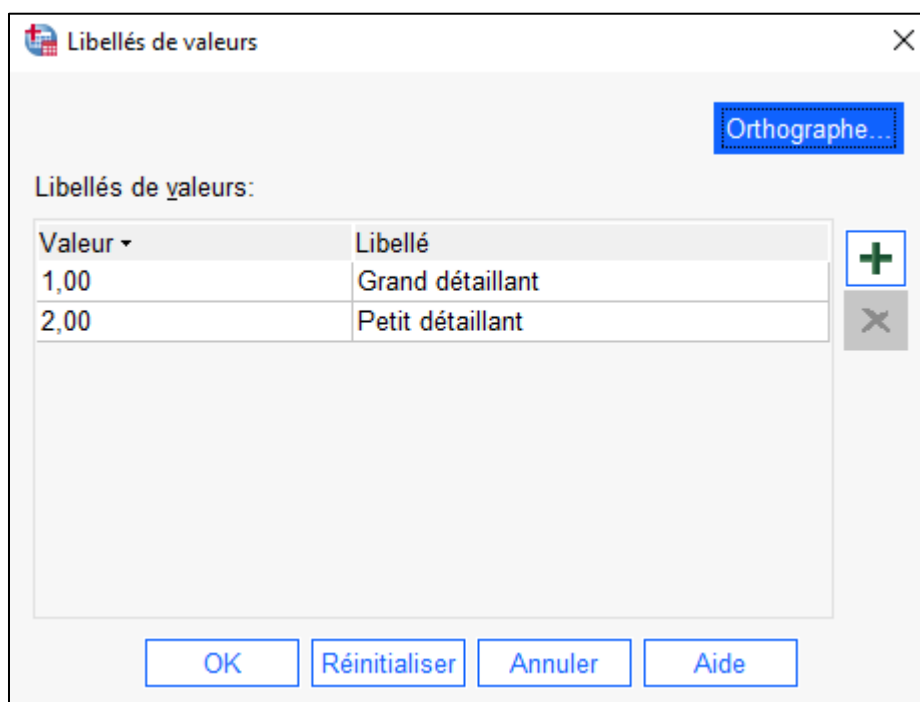 Libellés de valeurs
Orthographe...
Libellés de valeurs:
Valeur Libellé
1,00 Grand détaillant
2,00 Petit détaillant
OK Réinitialiser Annuler Aide